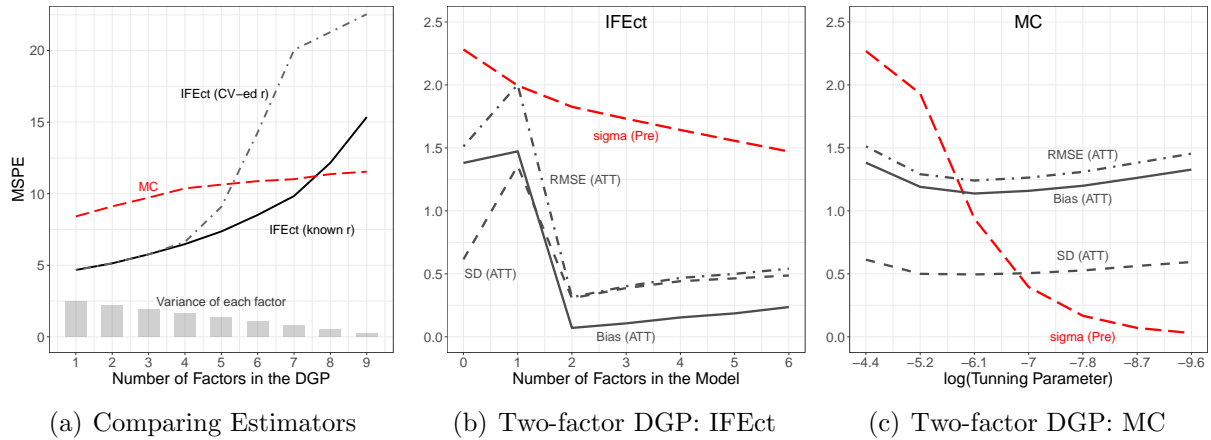 MSPE
20
15
10
5
0
IFEct (CV−ed r)
MC
IFEct (known r)
Variance of each factor
1 2 3 4 5 6 7 8 9
Number of Factors in the DGP
(a) Comparing Estimators
IFEct
2.5
2.0
1.5
1.0
0.5
0.0
sigma (Pre)
RMSE (ATT)
SD (ATT)
Bias (ATT)
0 1 2 3 4 5 6
Number of Factors in the Model
(b) Two-factor DGP: IFEct
MC
2.5
2.0
1.5
1.0
0.5
0.0
RMSE (ATT)
Bias (ATT)
SD (ATT)
sigma (Pre)
−4.4 −5.2 −6.1 −7 −7.8 −8.7 −9.6
log(Tunning Parameter)
(c) Two-factor DGP: MC